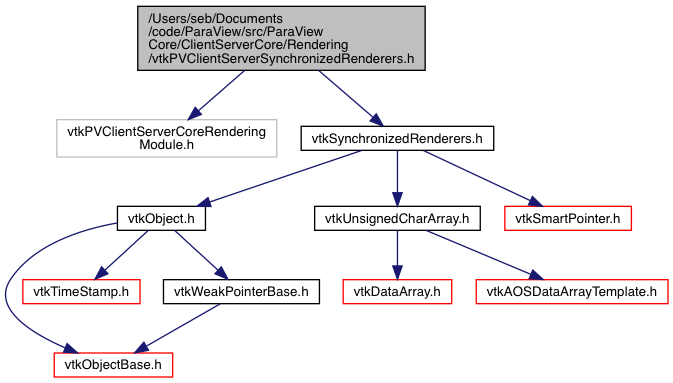 /Users/seb/Documents
/code/ParaView/src/ParaView
Core/ClientServerCore/Rendering
/vtkPVClientServerSynchronizedRenderers.h
vtkPVClientServerCoreRendering
Module.h
vtkSynchronizedRenderers.h
vtkObject.h
vtkUnsignedCharArray.h
vtkSmartPointer.h
vtkTimeStamp.h
vtkWeakPointerBase.h
vtkDataArray.h
vtkAOSDataArrayTemplate.h
vtkObjectBase.h